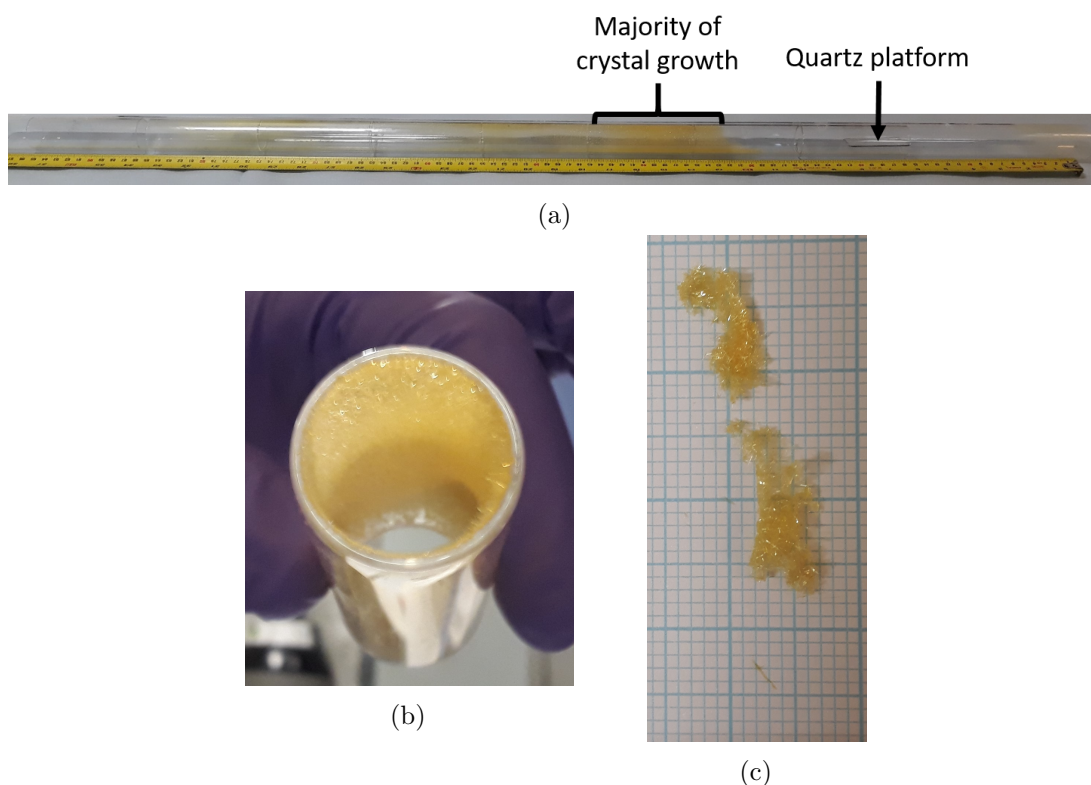 Majority of
crystal growth
Quartz platform
(a)
(b)
(c)